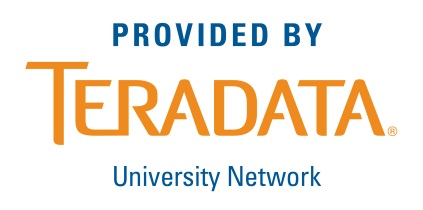 PROVIDED BY
TERADATA®
University Network